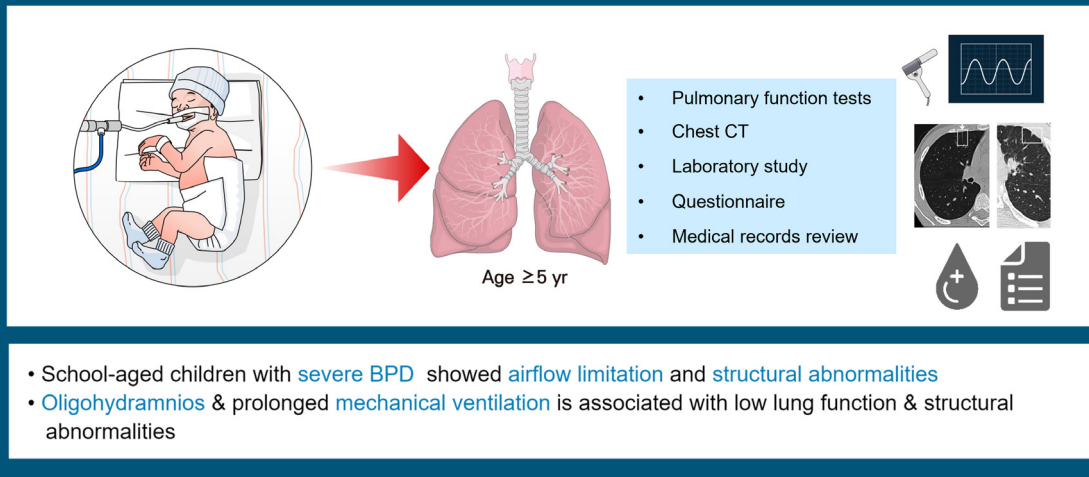 • Pulmonary function tests
• Chest CT
• Laboratory study
• Questionnaire
• Medical records review
Age ≥5 yr
• School-aged children with severe BPD showed airflow limitation and structural abnormalities
• Oligohydramnios & prolonged mechanical ventilation is associated with low lung function & structural
abnormalities